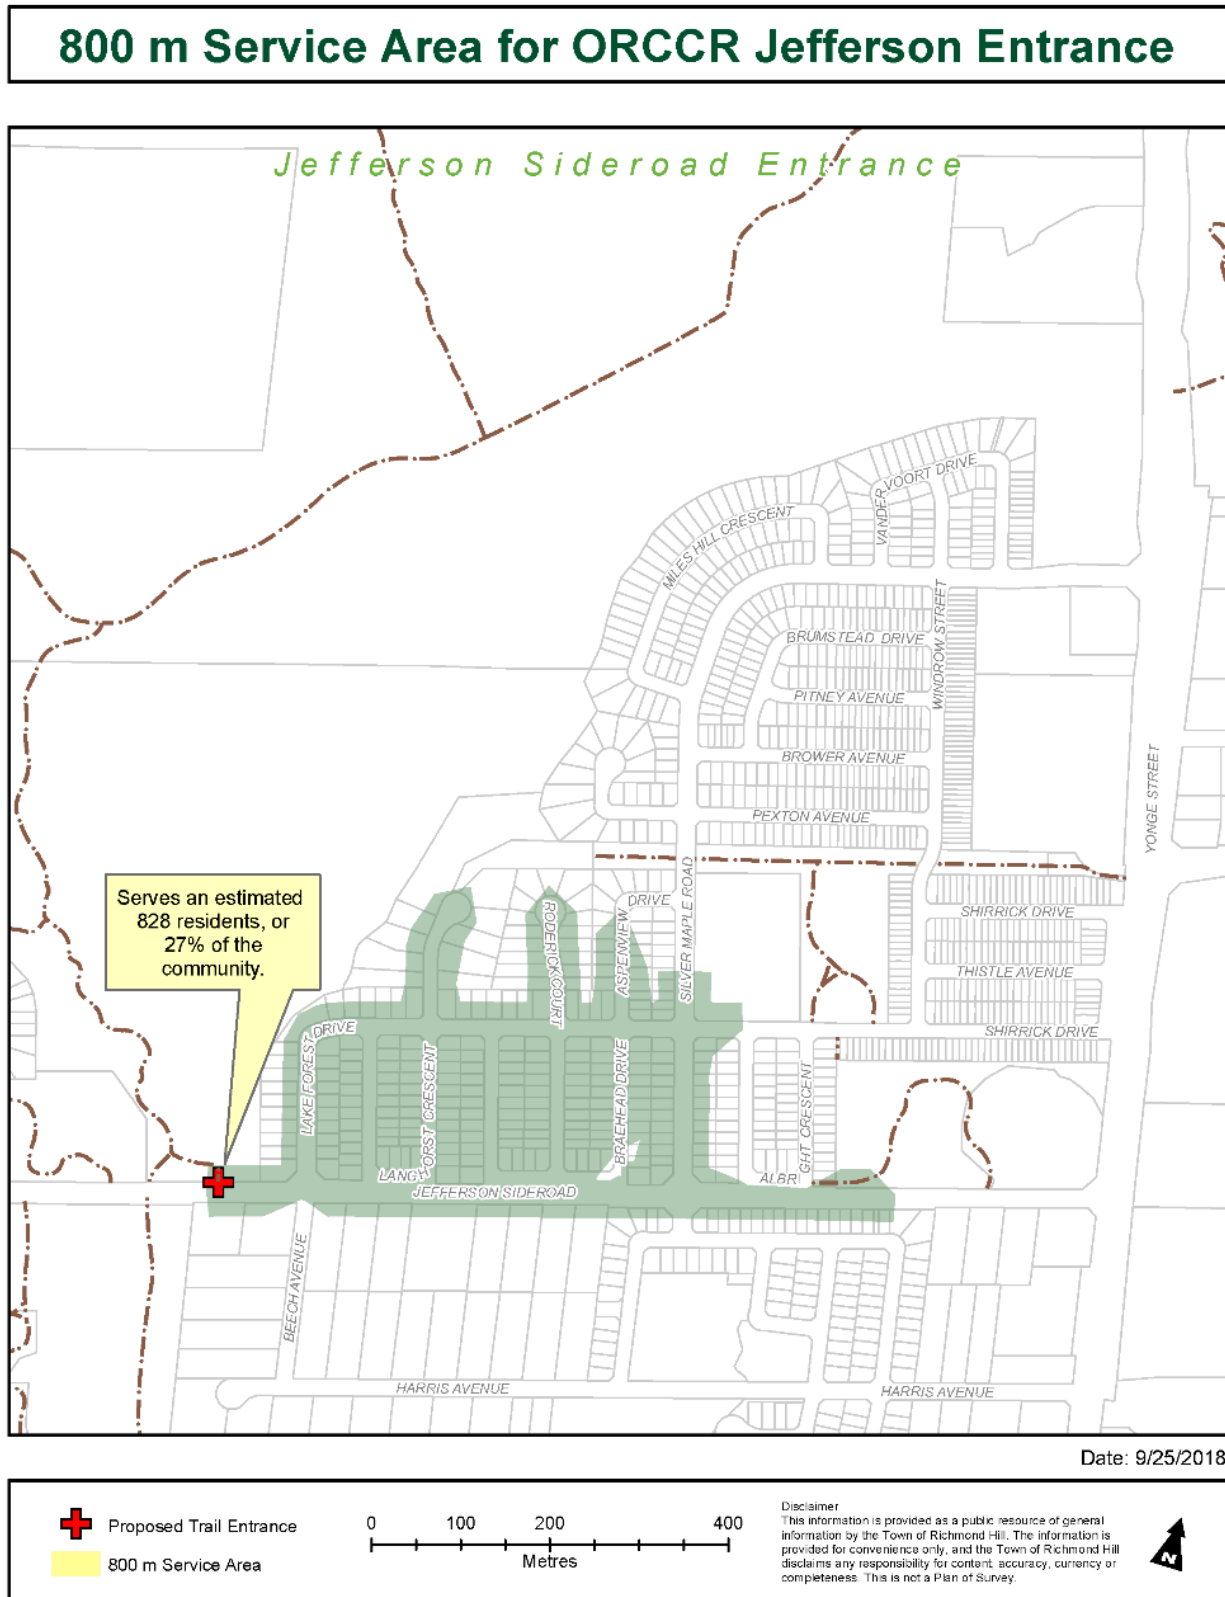 800 m Service Area for ORCCR Jefferson Entrance
Jefferson Sideroad Entrance
VANDERVOORT DRIVE
MILES HILL CRESCENT
WINDROW STREET
BRUMSTEAD DRIVE
PITNEY AVENUE
BROWER AVENUE
YONGE STREET
PEXTON AVENUE
SILVER MAPLE ROAD
Serves an estimated
828 residents, or
27% of the
community.
RODERICK COURT
ASPENVIEW DRIVE
SHIRRICK DRIVE
THISTLE AVENUE
SHIRRICK DRIVE
LAKE FOREST DRIVE
LANGHORST CRESCENT
BRAEHEAD DRIVE
ALBRIGHT CRESCENT
JEFFERSON SIDEROAD
BEECH AVENUE
HARRIS AVENUE
HARRIS AVENUE
Date: 9/25/2018
Proposed Trail Entrance
800 m Service Area
0 100 200 400
Metres
Disclaimer
This information is provided as a public resource of general
information by the Town of Richmond Hill. The information is
provided for convenience only, and the Town of Richmond Hill
disclaims any responsibility for content, accuracy, currency or
completeness. This is not a Plan of Survey.
N